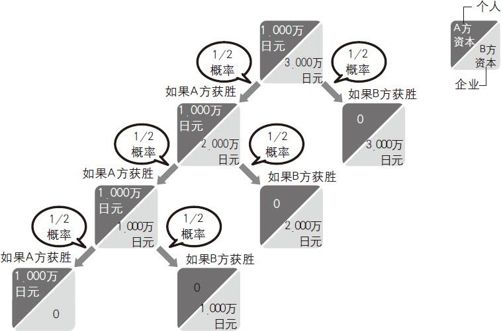 个人
A方
资本
B方
资本
企业
1,000万
日元
3,000万
日元
1/2
概率
1/2
概率
如果A方获胜
如果B方获胜
1,000万
日元
2,000万
日元
0
3,000万
日元
1/2
概率
1/2
概率
如果A方获胜
如果B方获胜
1,000万
日元
1,000万
日元
0
2,000万
日元
1/2
概率
1/2
概率
如果A方获胜
如果B方获胜
1,000万
日元
0
0
1,000万
日元